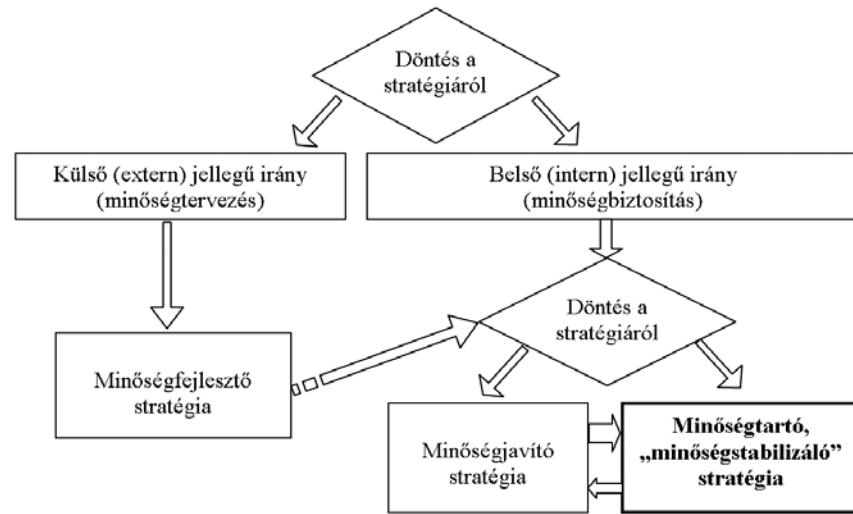 Döntés a
stratégiáról
Külső (extern) jellegű irány
(minőségtervezés)
Belső (intern) jellegű irány
(minőségbiztosítás)
Döntés a
stratégiáról
Minőségfejlesztő
stratégia
Minőségjavító
stratégia
Minőségtartó,
„minőségstabilizáló”
stratégia